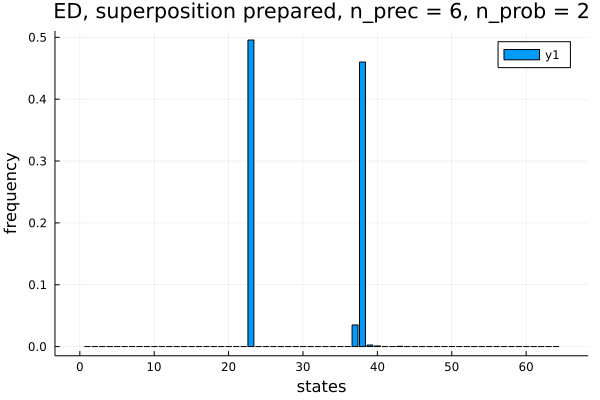 ED, superposition prepared, n_prec = 6, n_prob = 2
y1
frequency
0.5
0.4
0.3
0.2
0.1
0.0
0 10 20 30 40 50 60
states